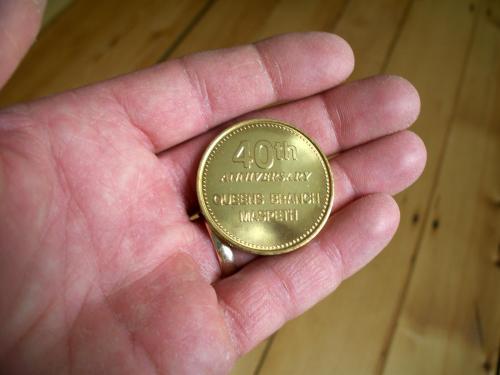 40th
ANNIVERSARY
QUEENS BRANCH
MASPETH